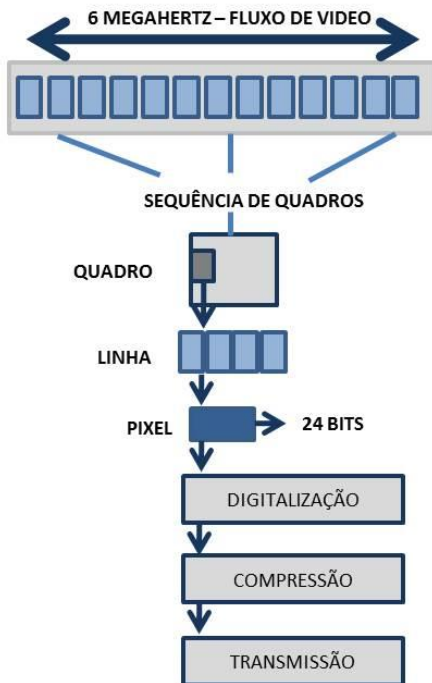 6 MEGAHERTZ – FLUXO DE VIDEO
SEQUÊNCIA DE QUADROS
QUADRO
LINHA
PIXEL
24 BITS
DIGITALIZAÇÃO
COMPRESSÃO
TRANSMISSÃO